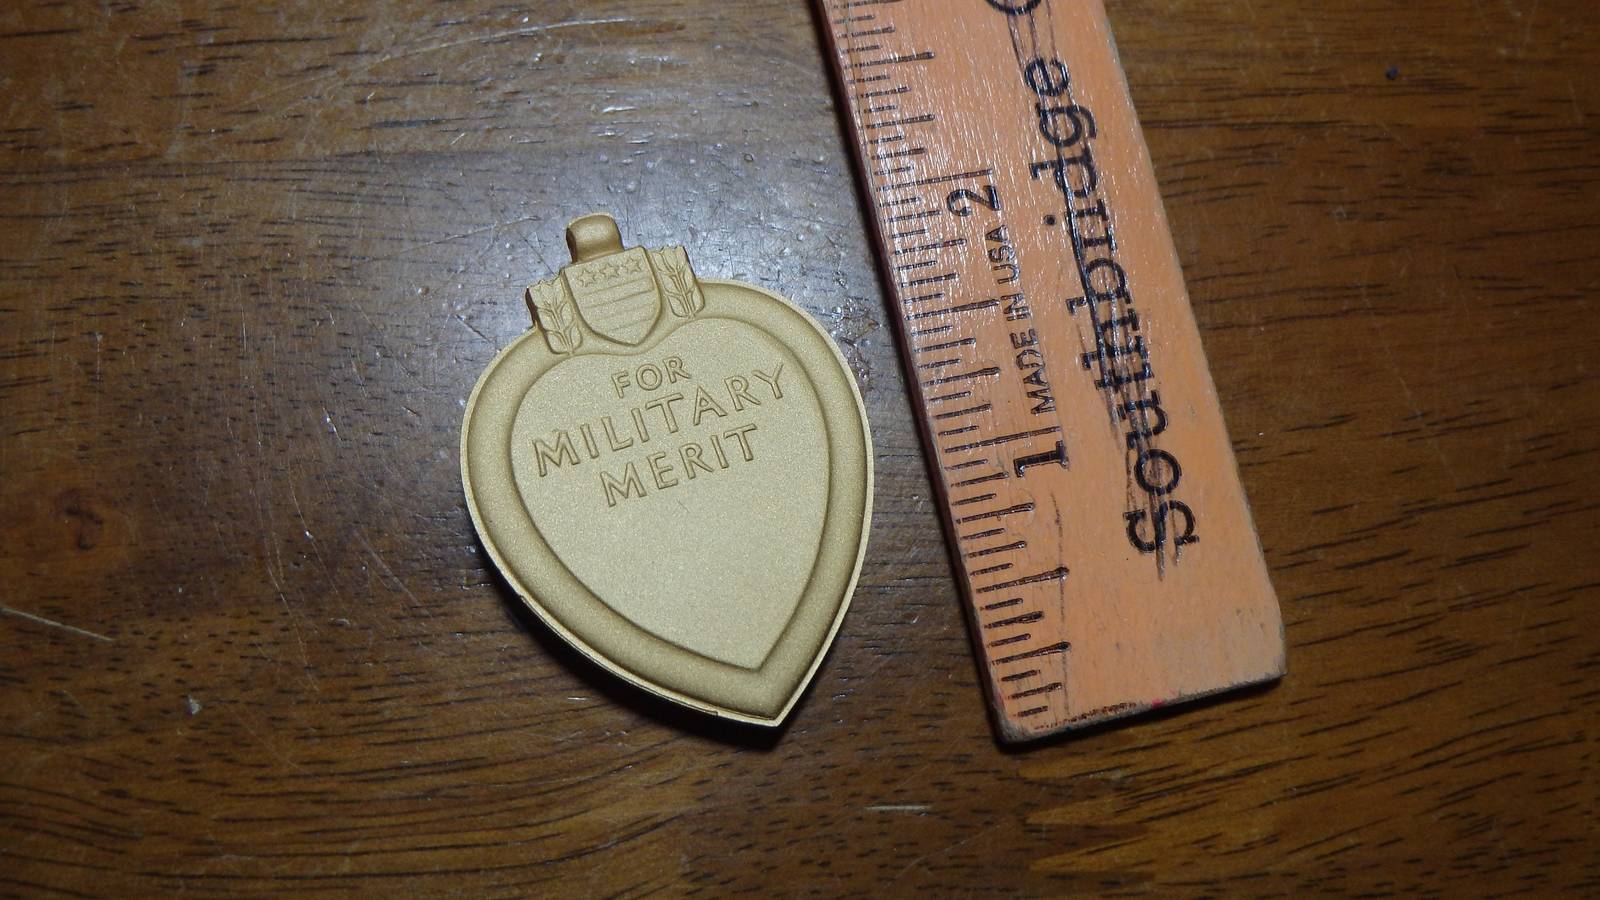 FOR
MILITARY
MERIT
2
1
MADE IN USA
Southbridge